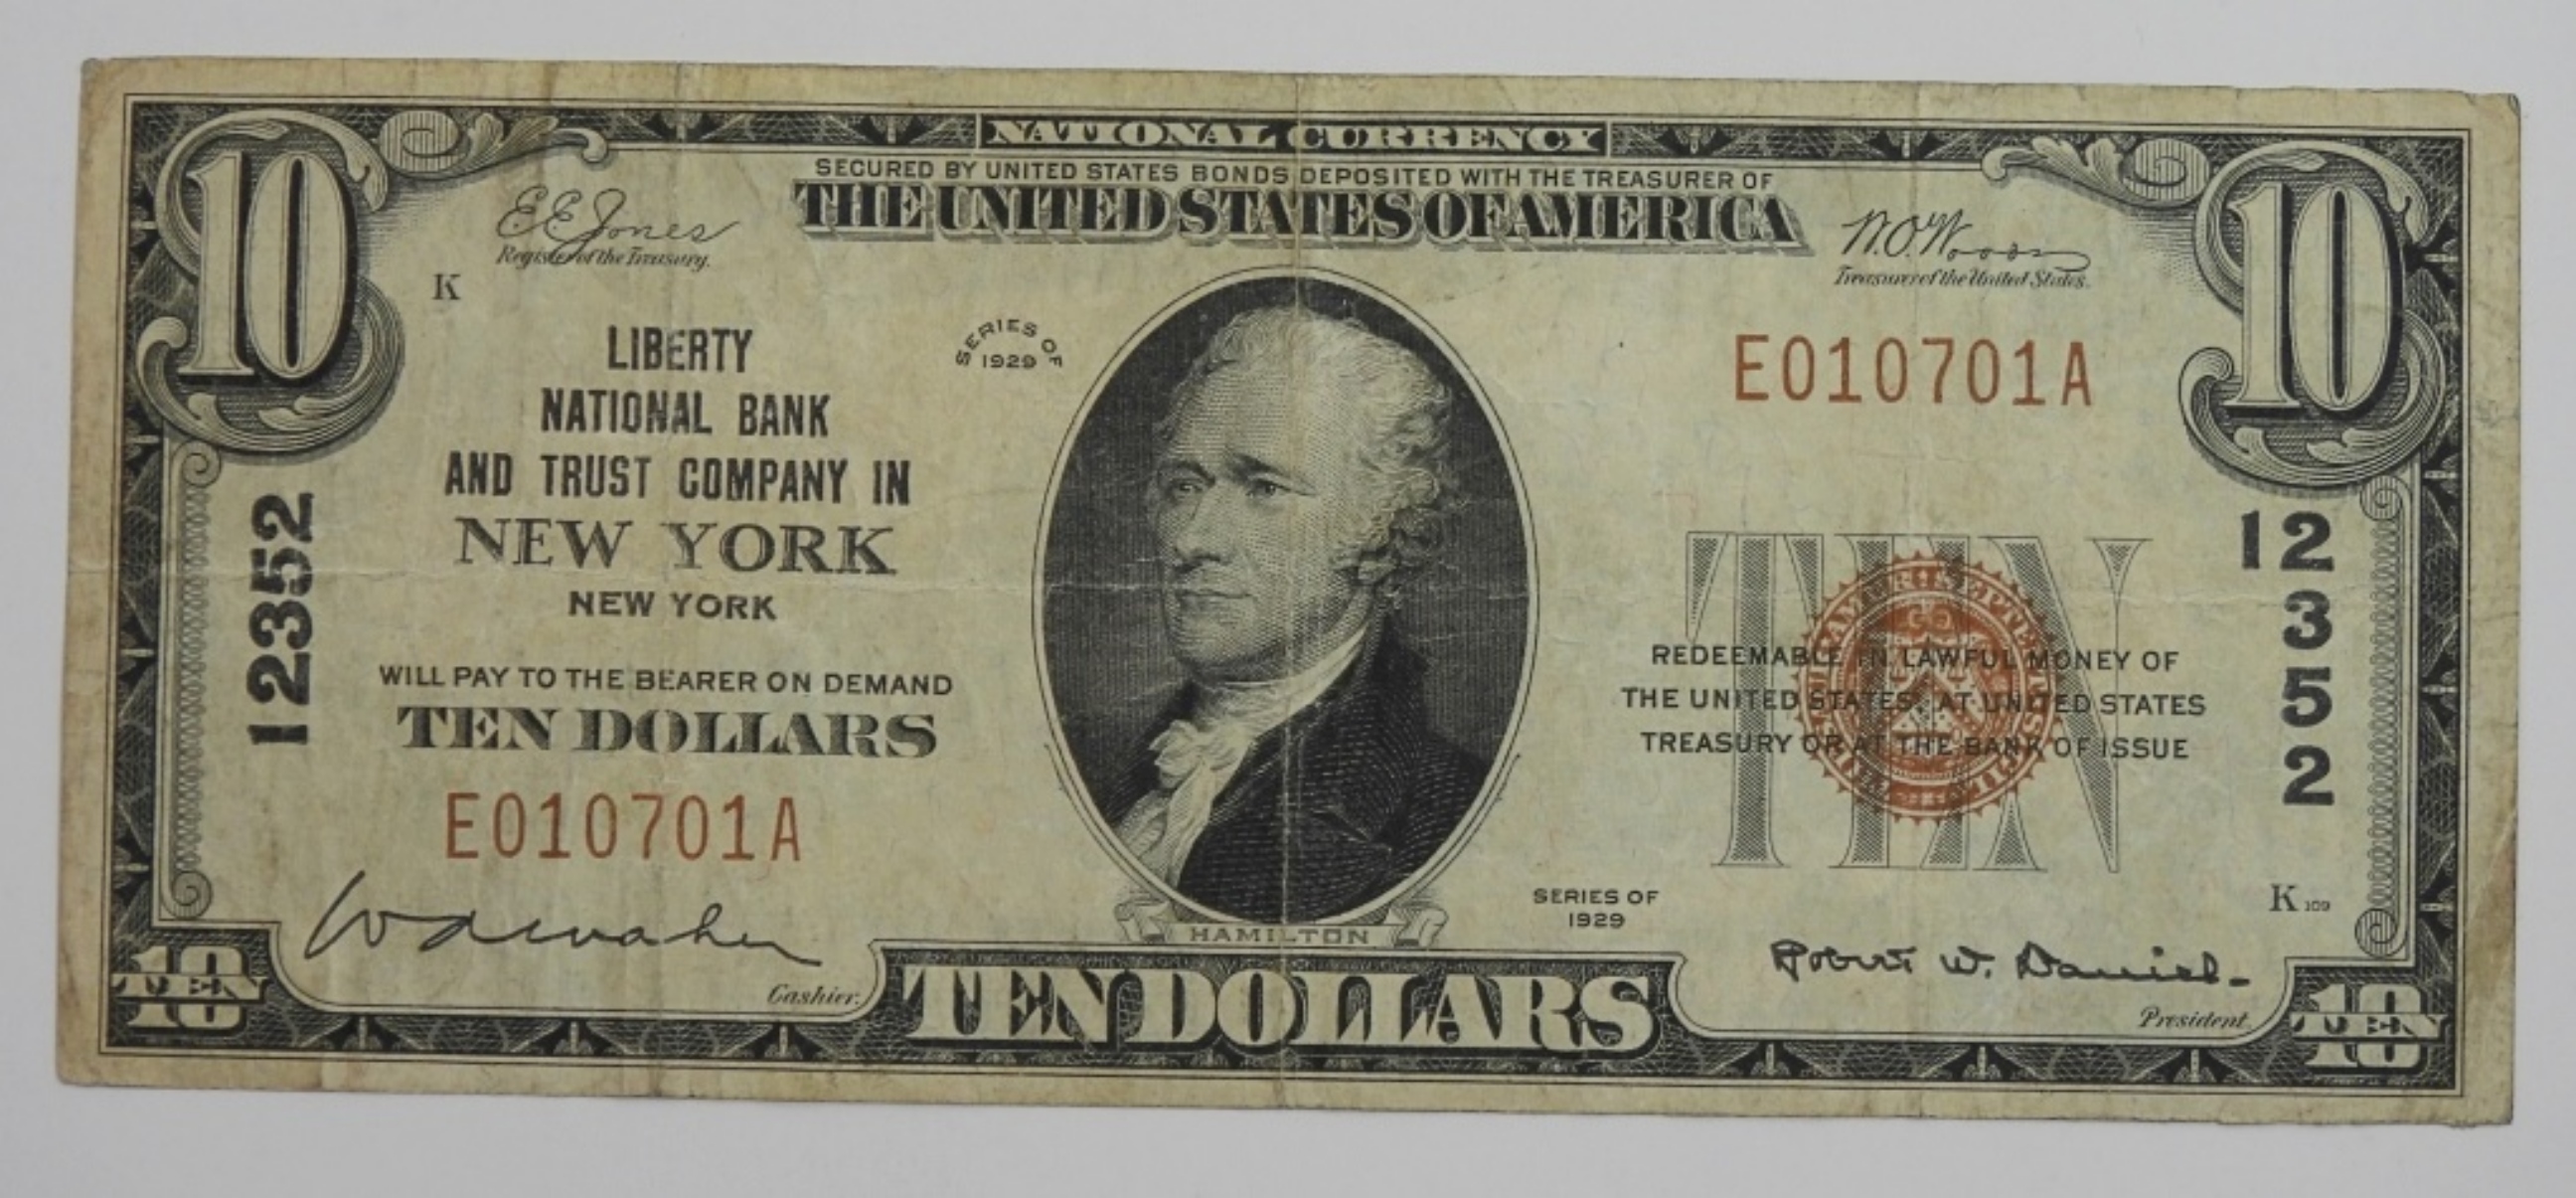 NATIONAL CURRENCY
SECURED BY UNITED STATES BONDS DEPOSITED WITH THE TREASURER OF
THE UNITED STATES OF AMERICA
10
10
E.E. Jones
Register of the Treasury.
W.O. Woods
Treasurer of the United States.
K
SERIES OF
1929
LIBERTY
NATIONAL BANK
AND TRUST COMPANY IN
NEW YORK
NEW YORK
WILL PAY TO THE BEARER ON DEMAND
TEN DOLLARS
E010701A
12352
E010701A
12352
TEN
REDEEMABLE IN LAWFUL MONEY OF
THE UNITED STATES, AT UNITED STATES
TREASURY OR AT THE BANK OF ISSUE
SERIES OF
1929
K 109
HAMILTON
Cashier.
Robert W. Daniel.
President.
10
TEN
TEN DOLLARS
10
TEN